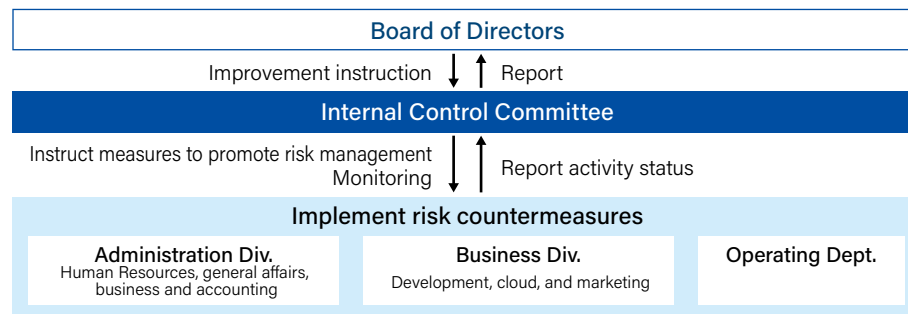 Board of Directors
Improvement instruction
Report
Internal Control Committee
Instruct measures to promote risk management
Monitoring
Report activity status
Implement risk countermeasures
Administration Div.
Human Resources, general affairs,
business and accounting
Business Div.
Development, cloud, and marketing
Operating Dept.